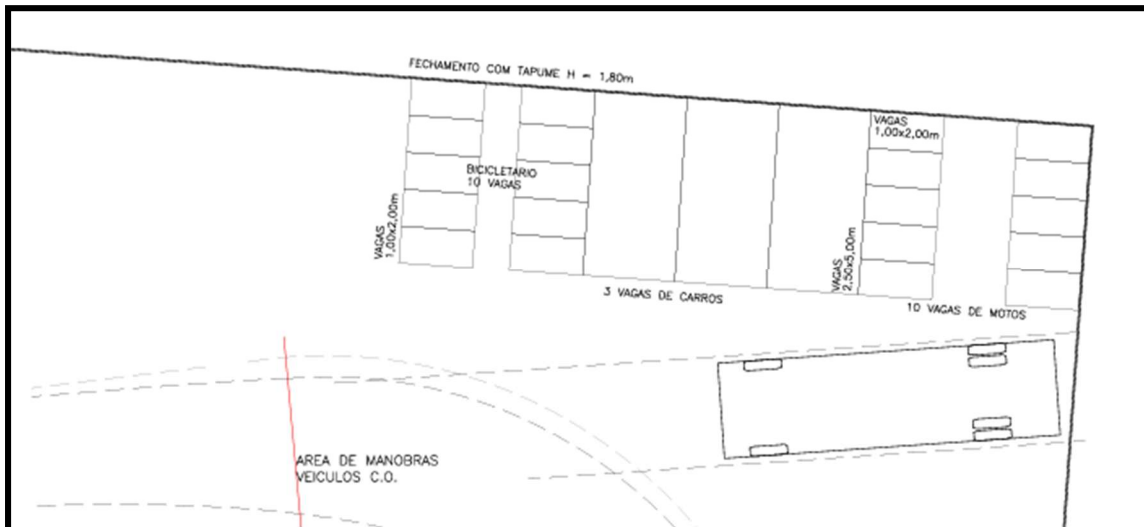 FECHAMENTO COM TAPUME H = 1,80m
VAGAS
1,00x2,00m
BICICLETARIO
10 VAGAS
VAGAS
1,00x2,00m
VAGAS
2,50x5,00m
3 VAGAS DE CARROS
10 VAGAS DE MOTOS
AREA DE MANOBRAS
VEICULOS C.O.